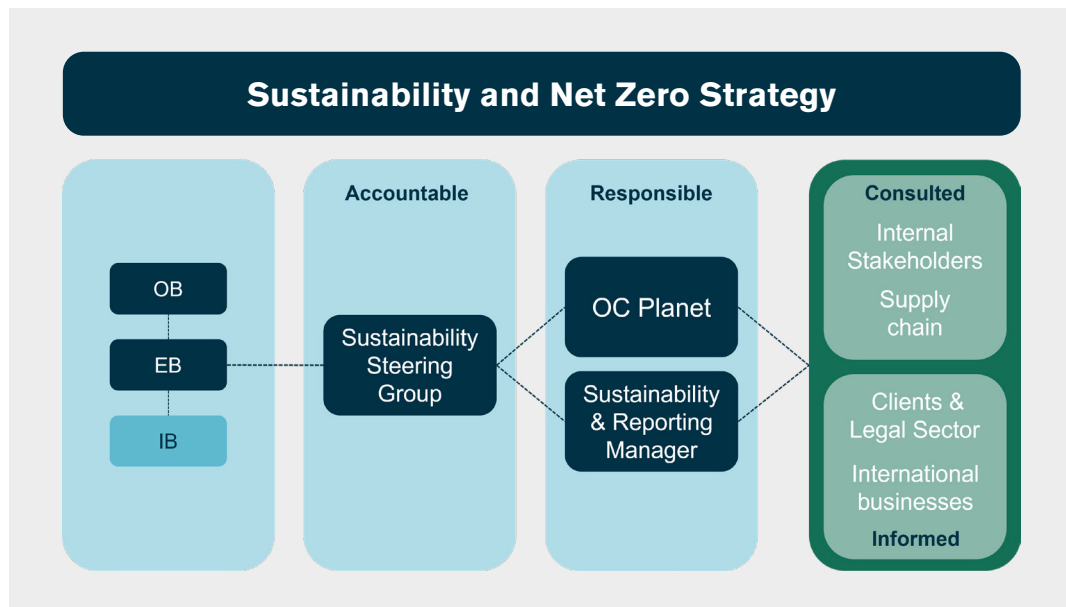 Sustainability and Net Zero Strategy
OB
EB
IB
Accountable
Sustainability
Steering
Group
Responsible
OC Planet
Sustainability
& Reporting
Manager
Consulted
Internal
Stakeholders
Supply
chain
Clients &
Legal Sector
International
businesses
Informed